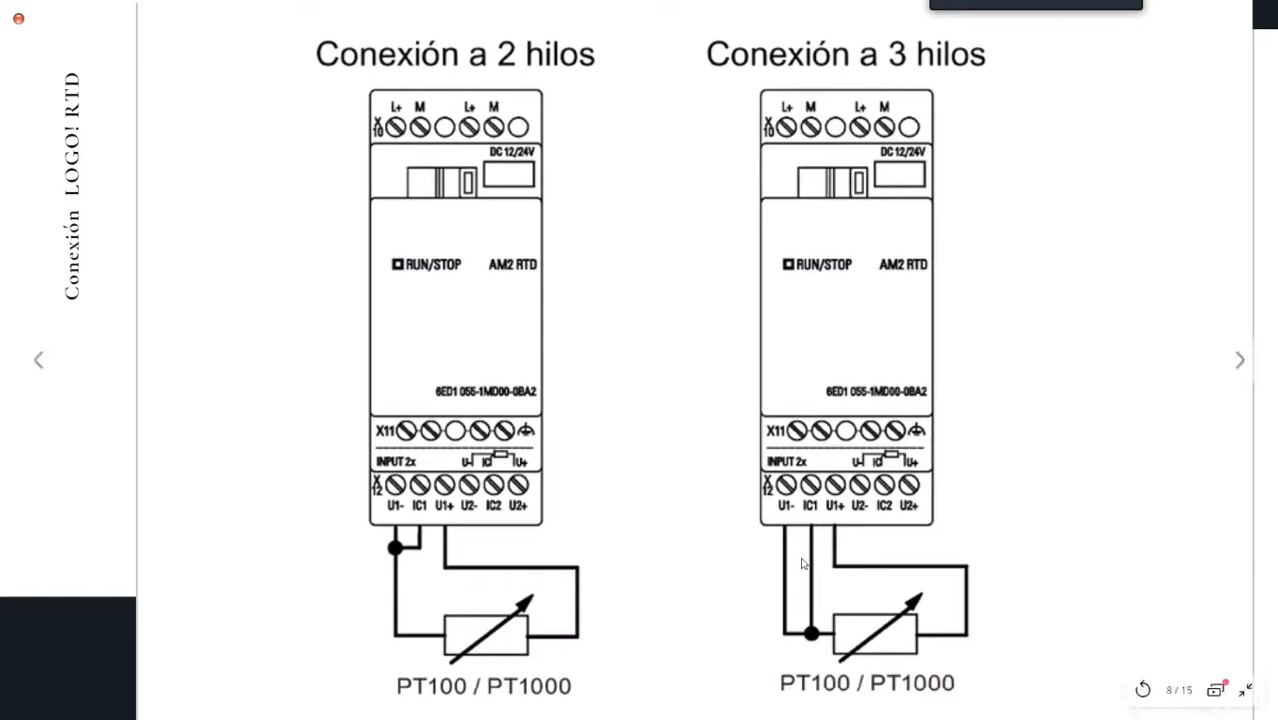 Conexión LOGO! RTD
Conexión a 2 hilos
L+ M L+ M
X10
DC 12/24V
RUN/STOP AM2 RTD
6ED1 055-1MD00-0BA2
X11
INPUT 2x U- IC U+
X12
U1- IC1 U1+ U2- IC2 U2+
PT100 / PT1000
Conexión a 3 hilos
L+ M L+ M
X10
DC 12/24V
RUN/STOP AM2 RTD
6ED1 055-1MD00-0BA2
X11
INPUT 2x U- IC U+
X12
U1- IC1 U1+ U2- IC2 U2+
PT100 / PT1000
8 / 15